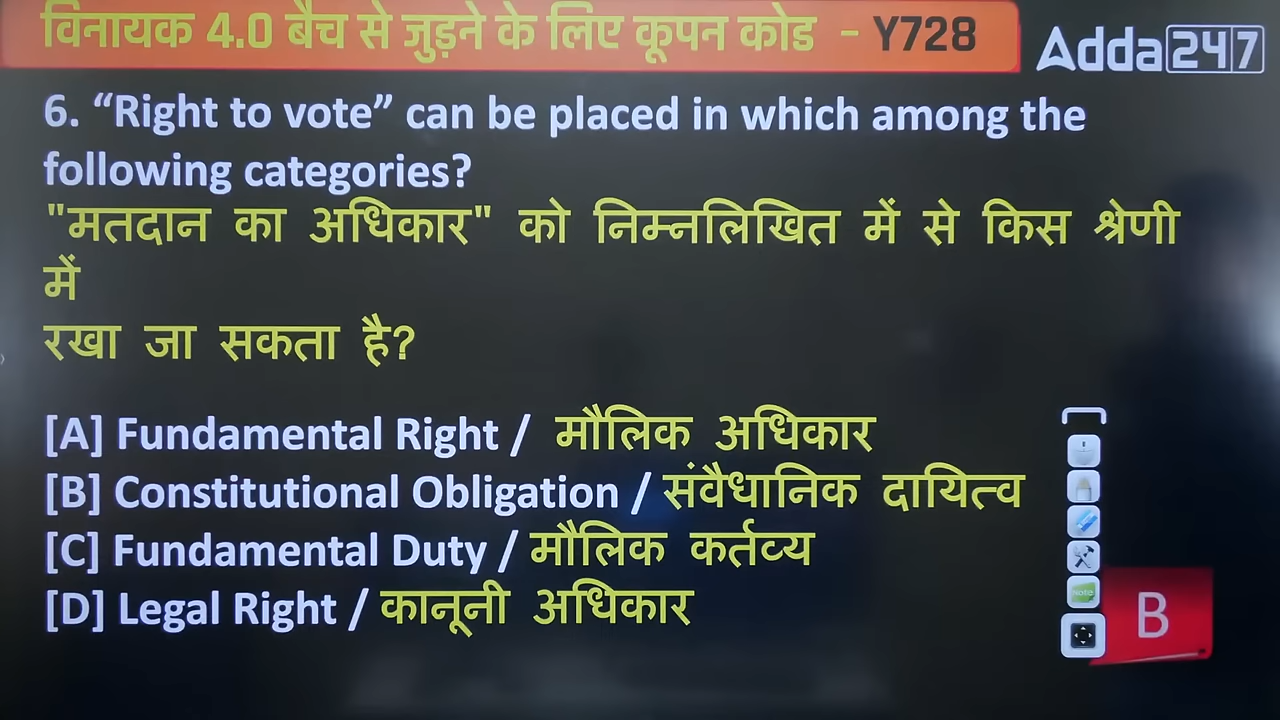 विनायक 4.0 बैच से जुड़ने के लिए कूपन कोड - Y728
Adda247
6. “Right to vote” can be placed in which among the
following categories?
"मतदान का अधिकार" को निम्नलिखित में से किस श्रेणी
में
रखा जा सकता है?
[A] Fundamental Right / मौलिक अधिकार
[B] Constitutional Obligation / संवैधानिक दायित्व
[C] Fundamental Duty / मौलिक कर्तव्य
[D] Legal Right / कानूनी अधिकार
Note
B